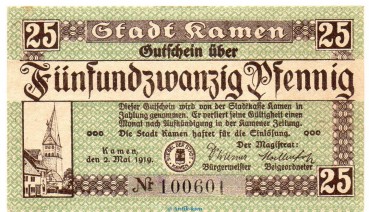 25 Stadt Kamen 25
Gutschein über
Fünfundzwanzig Pfennig
Dieser Gutschein wird von der Stadtkasse Kamen in
Zahlung genommen. Er verliert seine Gültigkeit einen
Monat nach Aufkündigung in der Kamener Zeitung.
Die Stadt Kamen haftet für die Einlösung.
Kamen,
den 2. Mai 1919.
Der Magistrat:
Bürgermeister Beigeordneter
25 № 100601 25